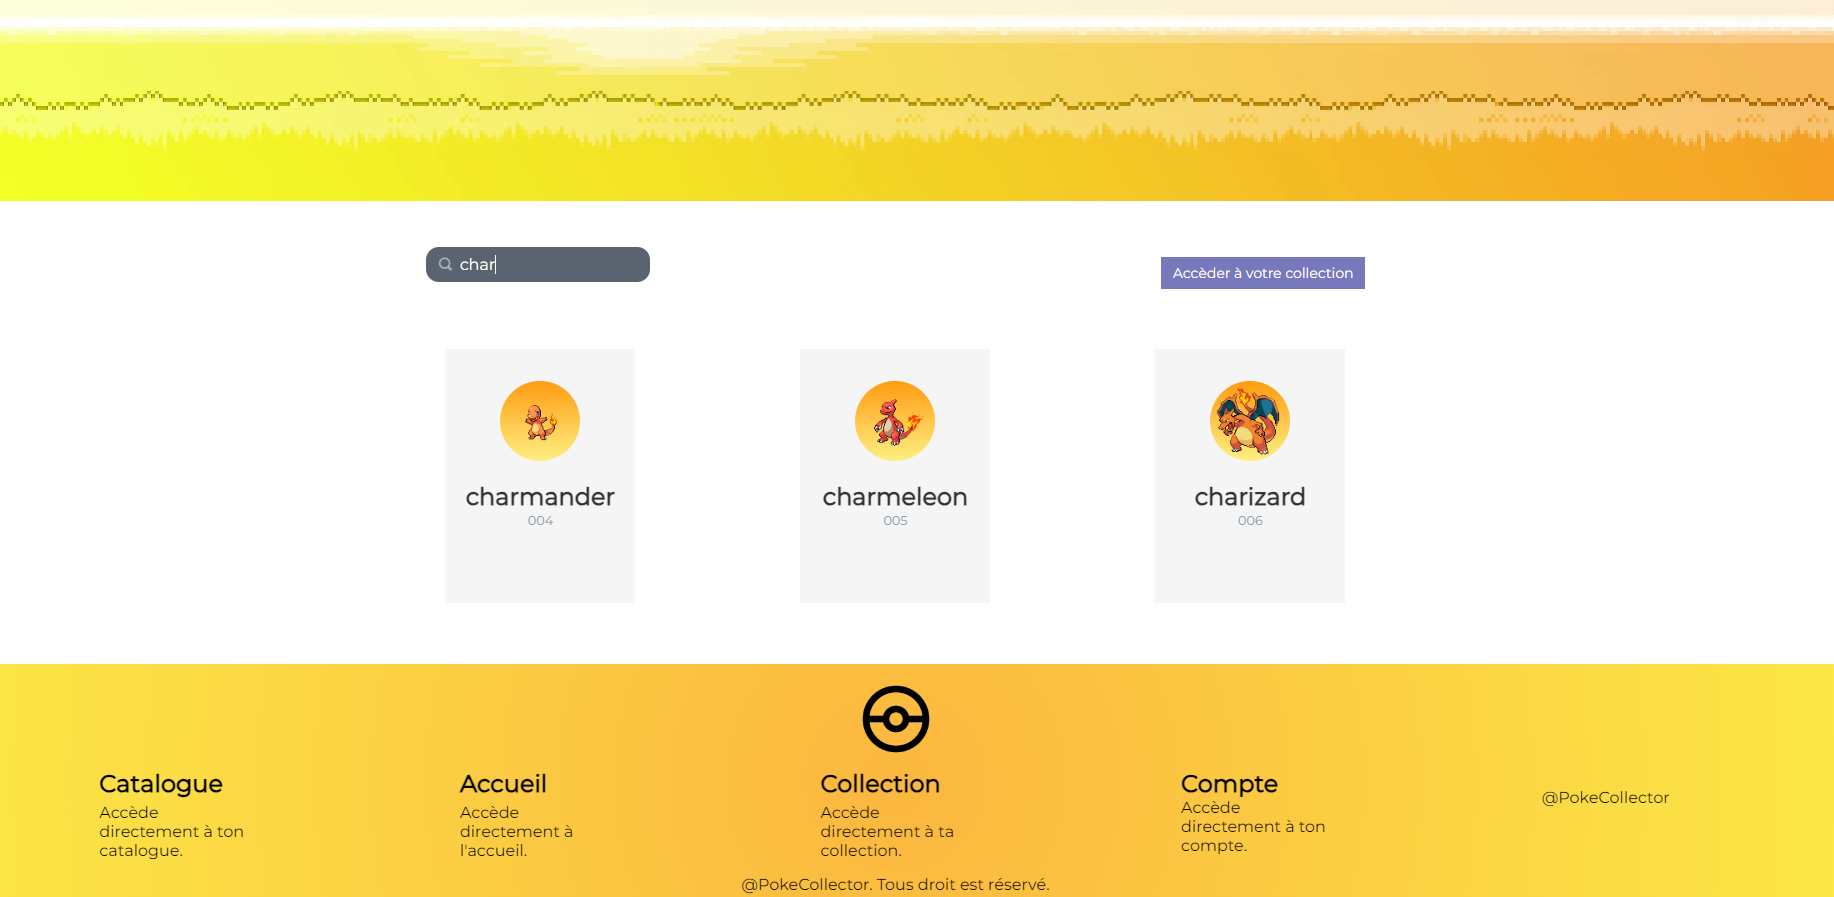 char
Accèder à votre collection
charmander
004
charmeleon
005
charizard
006
Catalogue
Accède
directement à ton
catalogue.
Accueil
Accède
directement à
l'accueil.
Collection
Accède
directement à ta
collection.
Compte
Accède
directement à ton
compte.
@PokeCollector
@PokeCollector. Tous droit est réservé.